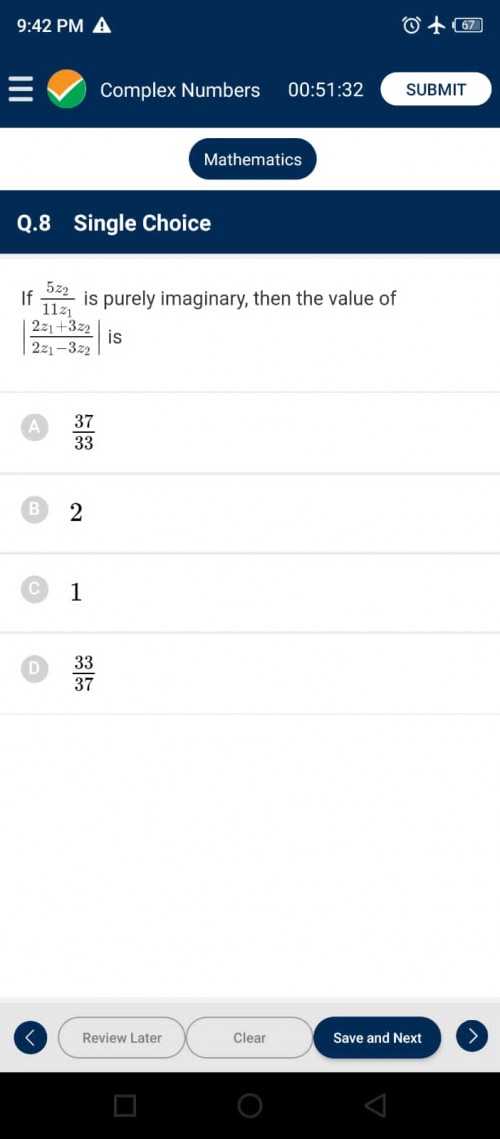 9:42 PM
67
Complex Numbers 00:51:32 SUBMIT
Mathematics
Q.8 Single Choice
If \frac{5z_2}{11z_1} is purely imaginary, then the value of
\left|\frac{2z_1+3z_2}{2z_1-3z_2}\right| is
A \frac{37}{33}
B 2
C 1
D \frac{33}{37}
Review Later Clear Save and Next